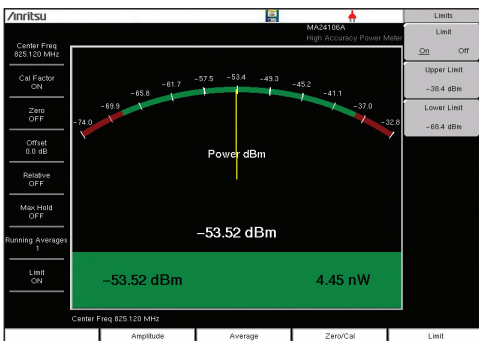 Anritsu
MA24106A
High Accuracy Power Meter
Center Freq
825.120 MHz
Cal Factor
ON
Zero
OFF
Offset
0.0 dB
Relative
OFF
Max Hold
OFF
Running Averages
1
Limit
ON
-74.0
-69.9
-65.8
-61.7
-57.5
-53.4
-49.3
-45.2
-41.1
-37.0
-32.8
Power dBm
-53.52 dBm
-53.52 dBm 4.45 nW
Center Freq 825.120 MHz
Limits
Limit
On Off
Upper Limit
-38.4 dBm
Lower Limit
-68.4 dBm
Amplitude Average Zero/Cal Limit